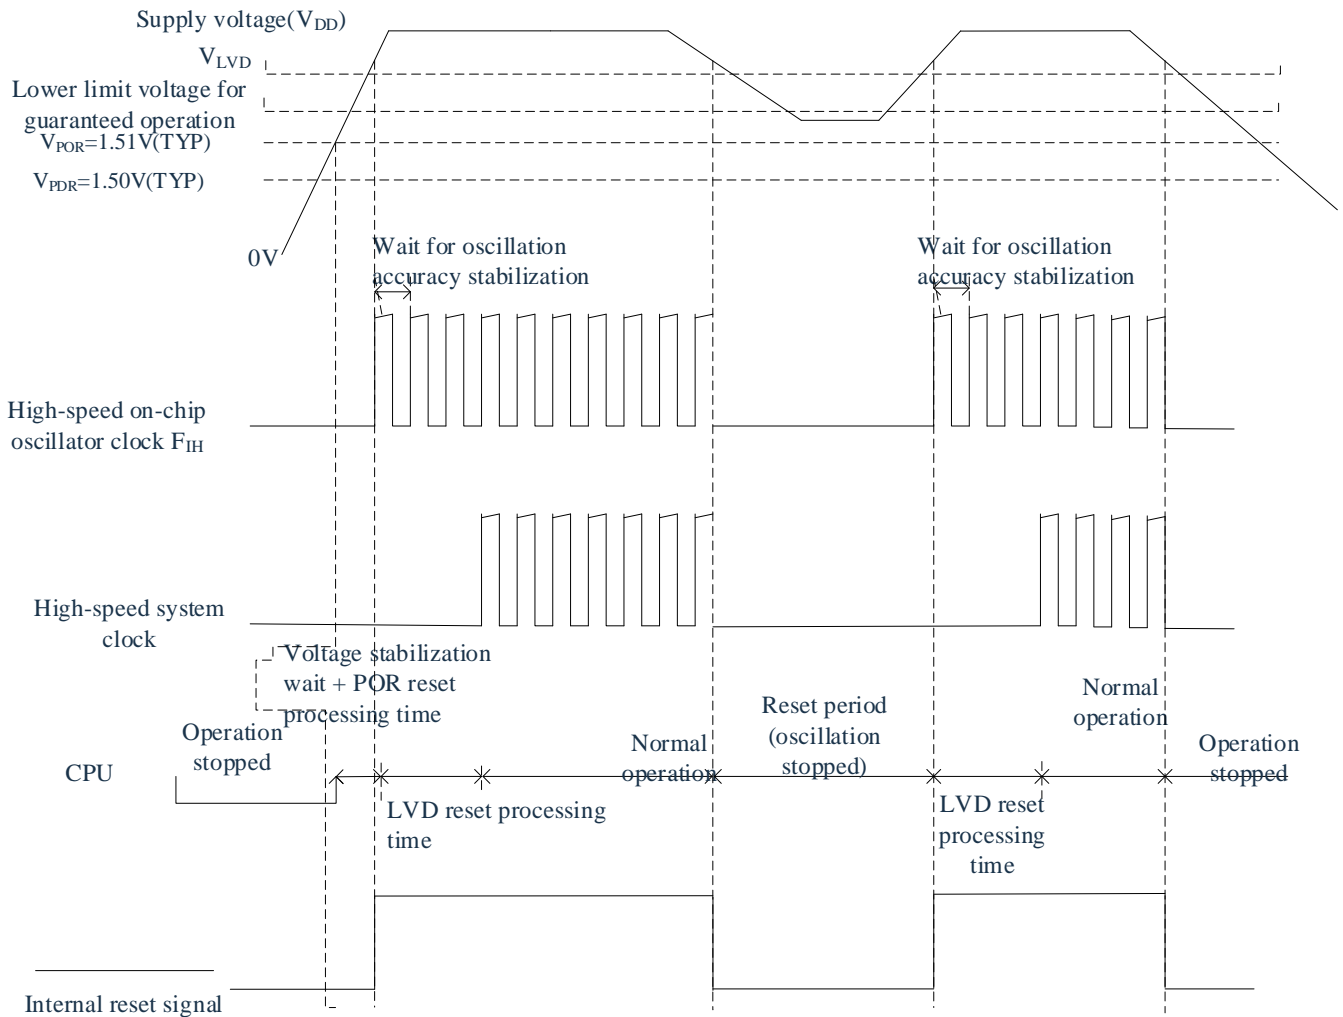 Supply voltage(VDD)
VLVD
Lower limit voltage for
guaranteed operation
VPOR=1.51V(TYP)
VPDR=1.50V(TYP)
0V
Wait for oscillation
accuracy stabilization
Wait for oscillation
accuracy stabilization
High-speed on-chip
oscillator clock FIH
High-speed system
clock
Voltage stabilization
wait + POR reset
processing time
Operation
stopped
CPU
LVD reset processing
time
Normal
operation
Reset period
(oscillation
stopped)
LVD reset
processing
time
Normal
operation
Operation
stopped
Internal reset signal